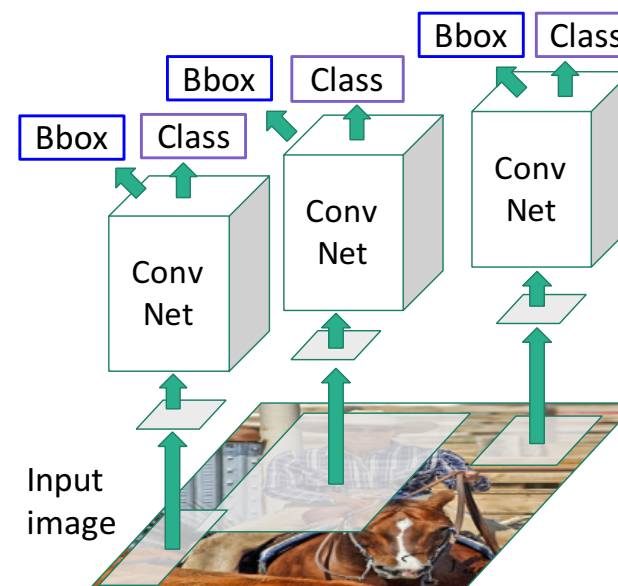 Bbox
Class
Bbox
Class
Bbox
Class
Conv
Net
Conv
Net
Conv
Net
Input
image